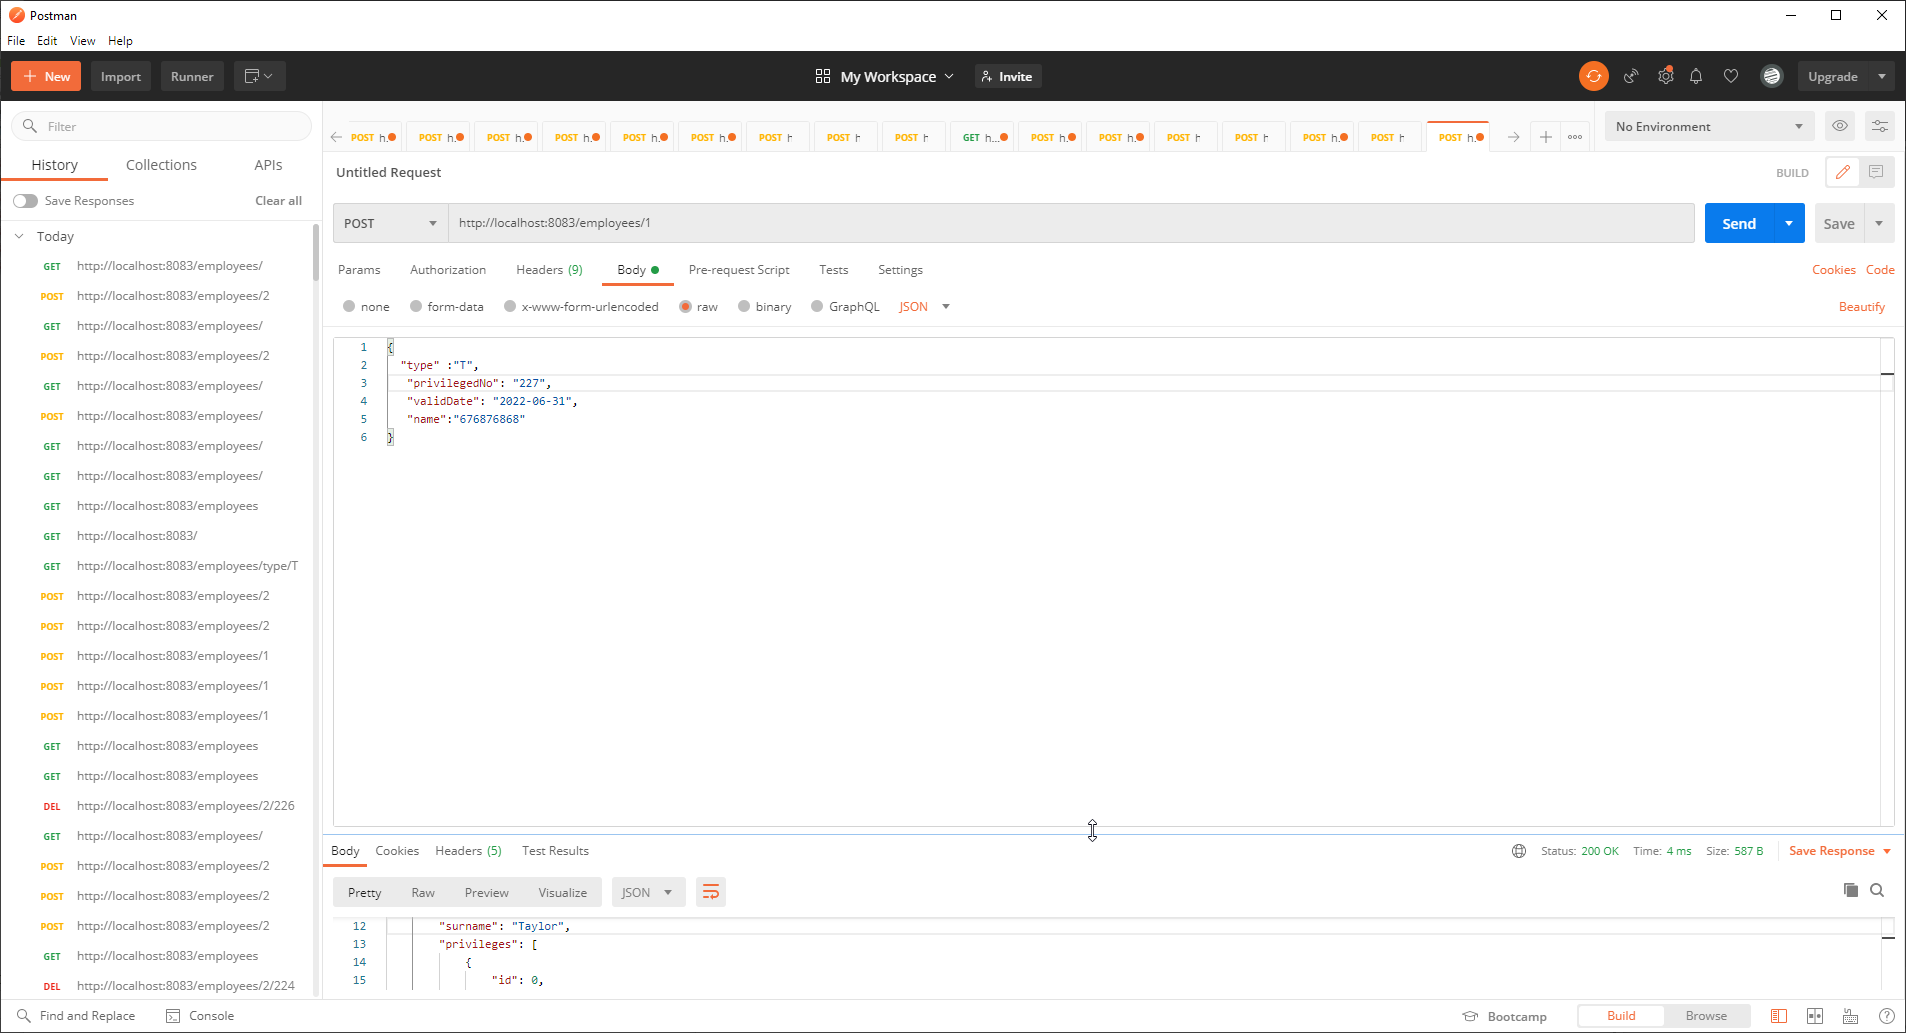 Postman
File Edit View Help
New Import Runner My Workspace Invite Upgrade
Filter
History Collections APIs
Save Responses Clear all
Today
GET http://localhost:8083/employees/
POST http://localhost:8083/employees/2
GET http://localhost:8083/employees/
POST http://localhost:8083/employees/2
GET http://localhost:8083/employees/
POST http://localhost:8083/employees/
GET http://localhost:8083/employees/
GET http://localhost:8083/employees/
GET http://localhost:8083/employees
GET http://localhost:8083/
GET http://localhost:8083/employees/type/T
POST http://localhost:8083/employees/2
POST http://localhost:8083/employees/2
POST http://localhost:8083/employees/1
POST http://localhost:8083/employees/1
POST http://localhost:8083/employees/1
GET http://localhost:8083/employees
GET http://localhost:8083/employees
DEL http://localhost:8083/employees/2/226
GET http://localhost:8083/employees/
POST http://localhost:8083/employees/2
POST http://localhost:8083/employees/2
POST http://localhost:8083/employees/2
GET http://localhost:8083/employees
DEL http://localhost:8083/employees/2/224
POST h. POST h. POST h. POST h. POST h. POST h. POST h POST h POST h GET h... POST h. POST h. POST h POST h POST h. POST h POST h.
No Environment
Untitled Request BUILD
POST http://localhost:8083/employees/1 Send Save
Params Authorization Headers (9) Body Pre-request Script Tests Settings Cookies Code
none form-data x-www-form-urlencoded raw binary GraphQL JSON Beautify
1 {
2 "type" :"T",
3 "privilegedNo": "227",
4 "validDate": "2022-06-31",
5 "name":"676876868"
6 }
Body Cookies Headers (5) Test Results Status: 200 OK Time: 4 ms Size: 587 B Save Response
Pretty Raw Preview Visualize JSON
12 "surname": "Taylor",
13 "privileges": [
14 {
15 "id": 0,
Find and Replace Console Bootcamp Build Browse